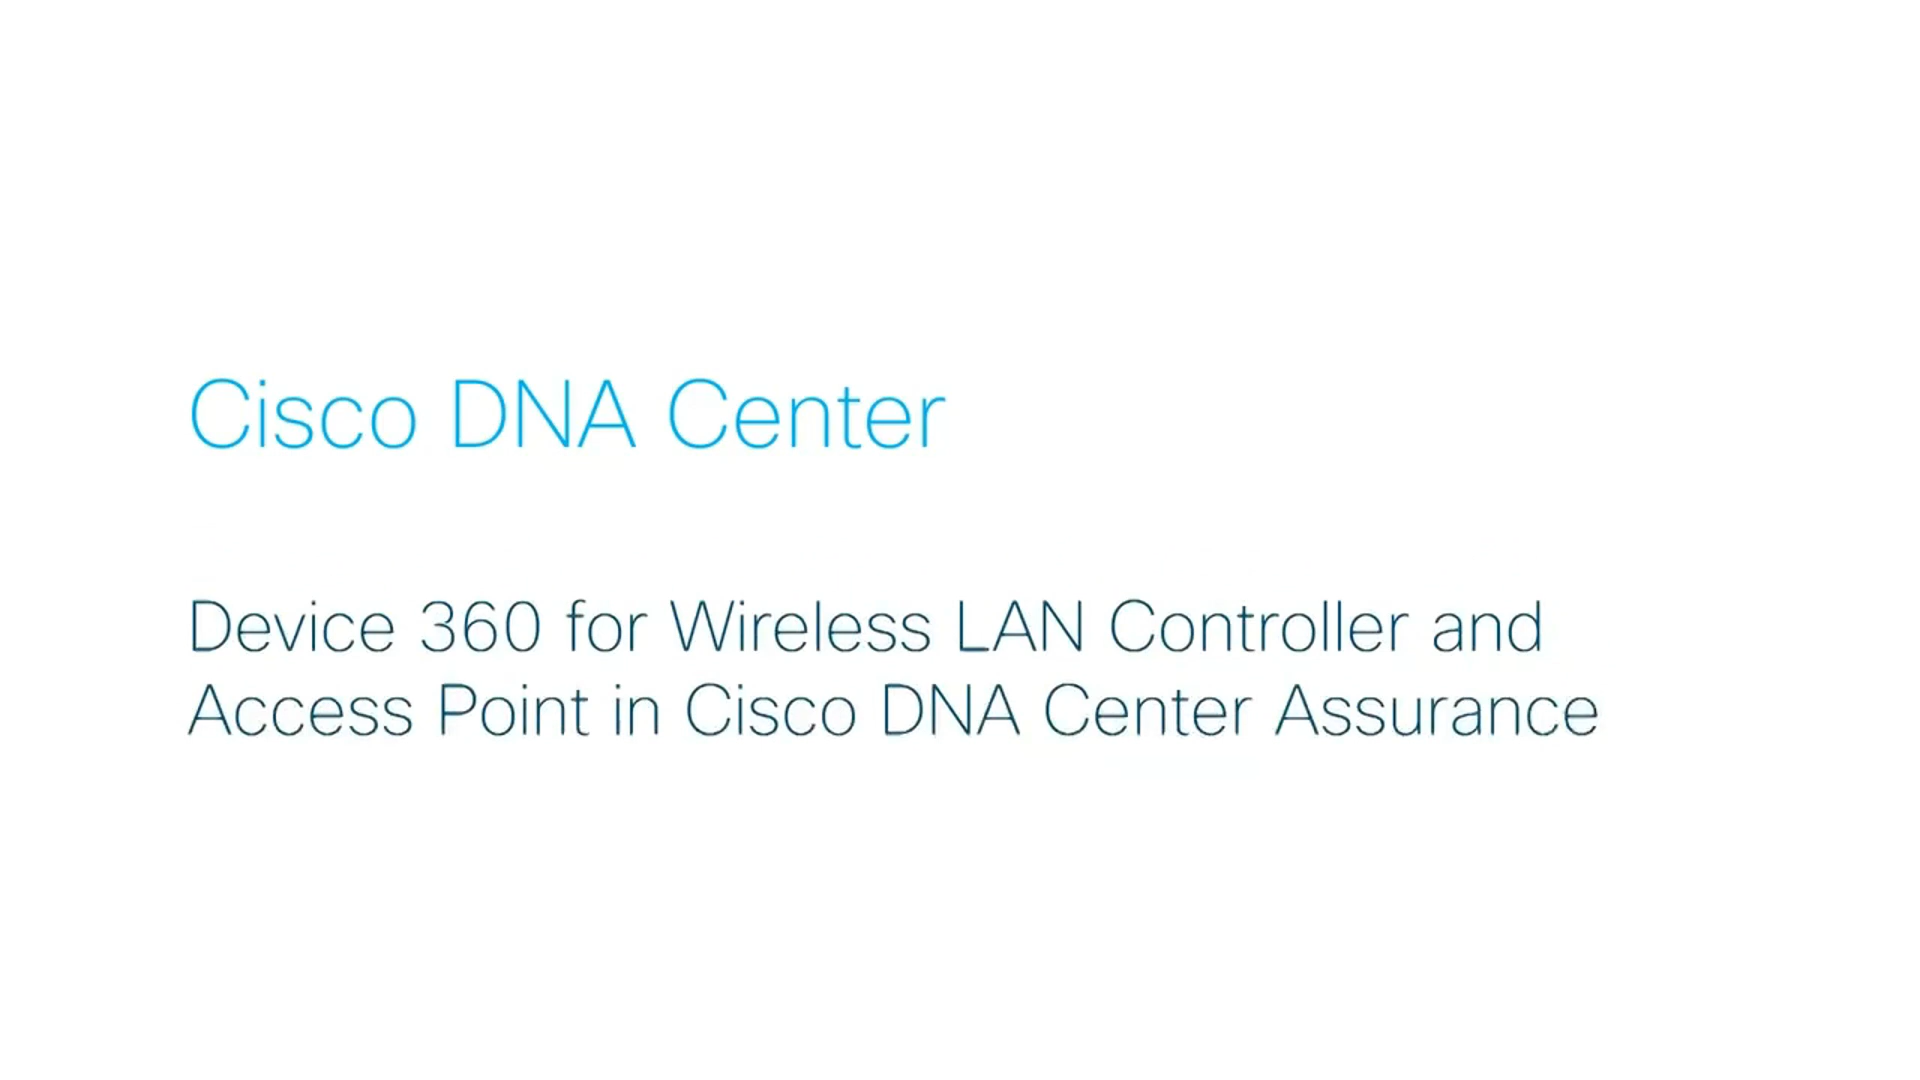 Cisco DNA Center
Device 360 for Wireless LAN Controller and
Access Point in Cisco DNA Center Assurance